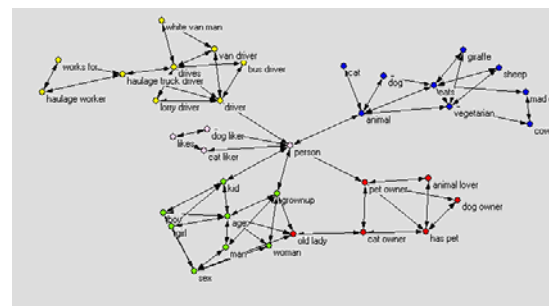 white van man
van driver
works for
drives
bus driver
haulage truck driver
haulage worker
lorry driver
driver
giraffe
cat
dog
sheep
eats
mad
vegetarian
animal
cow
dog liker
likes
cat liker
person
kid
pet owner
animal lover
grownup
dog owner
boy
age
girl
old lady
cat owner
has pet
man
woman
sex